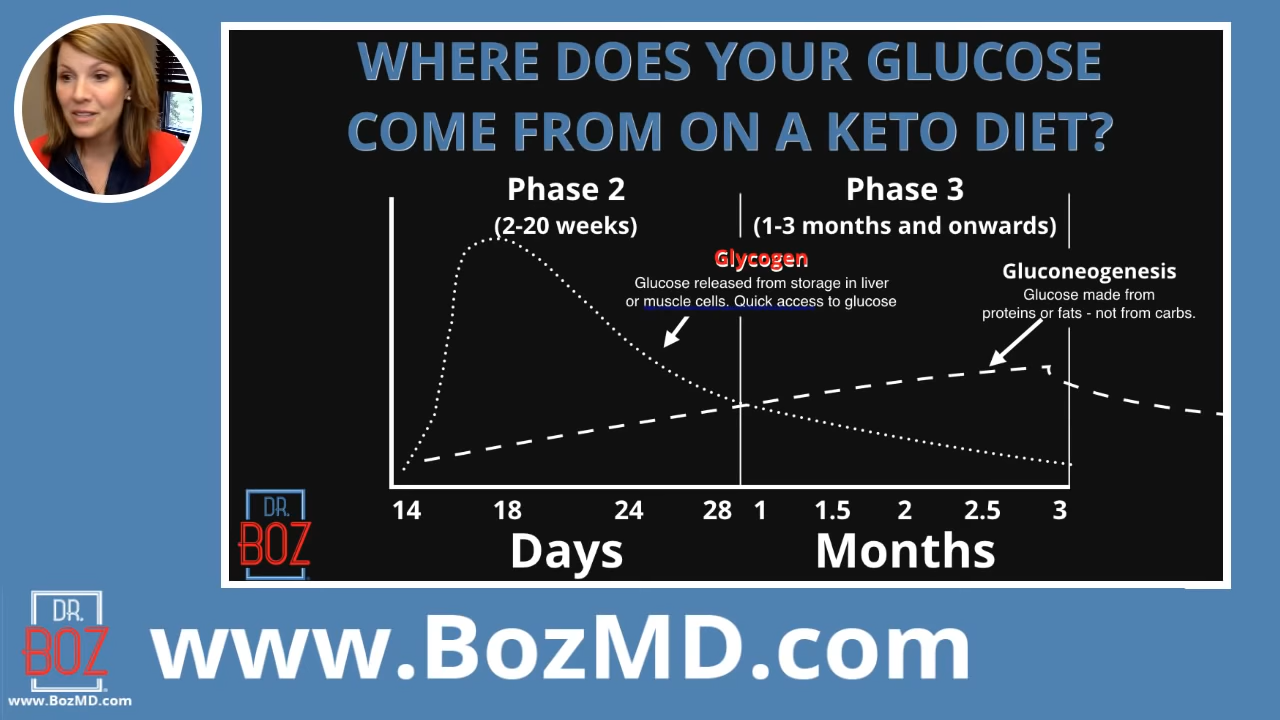 WHERE DOES YOUR GLUCOSE
COME FROM ON A KETO DIET?
Phase 2
(2-20 weeks)
Phase 3
(1-3 months and onwards)
Glycogen
Glucose released from storage in liver
or muscle cells. Quick access to glucose
Gluconeogenesis
Glucose made from
proteins or fats - not from carbs.
14 18 24 28 1 1.5 2 2.5 3
Days Months
DR.
BOZ
DR.
BOZ
www.BozMD.com
www.BozMD.com